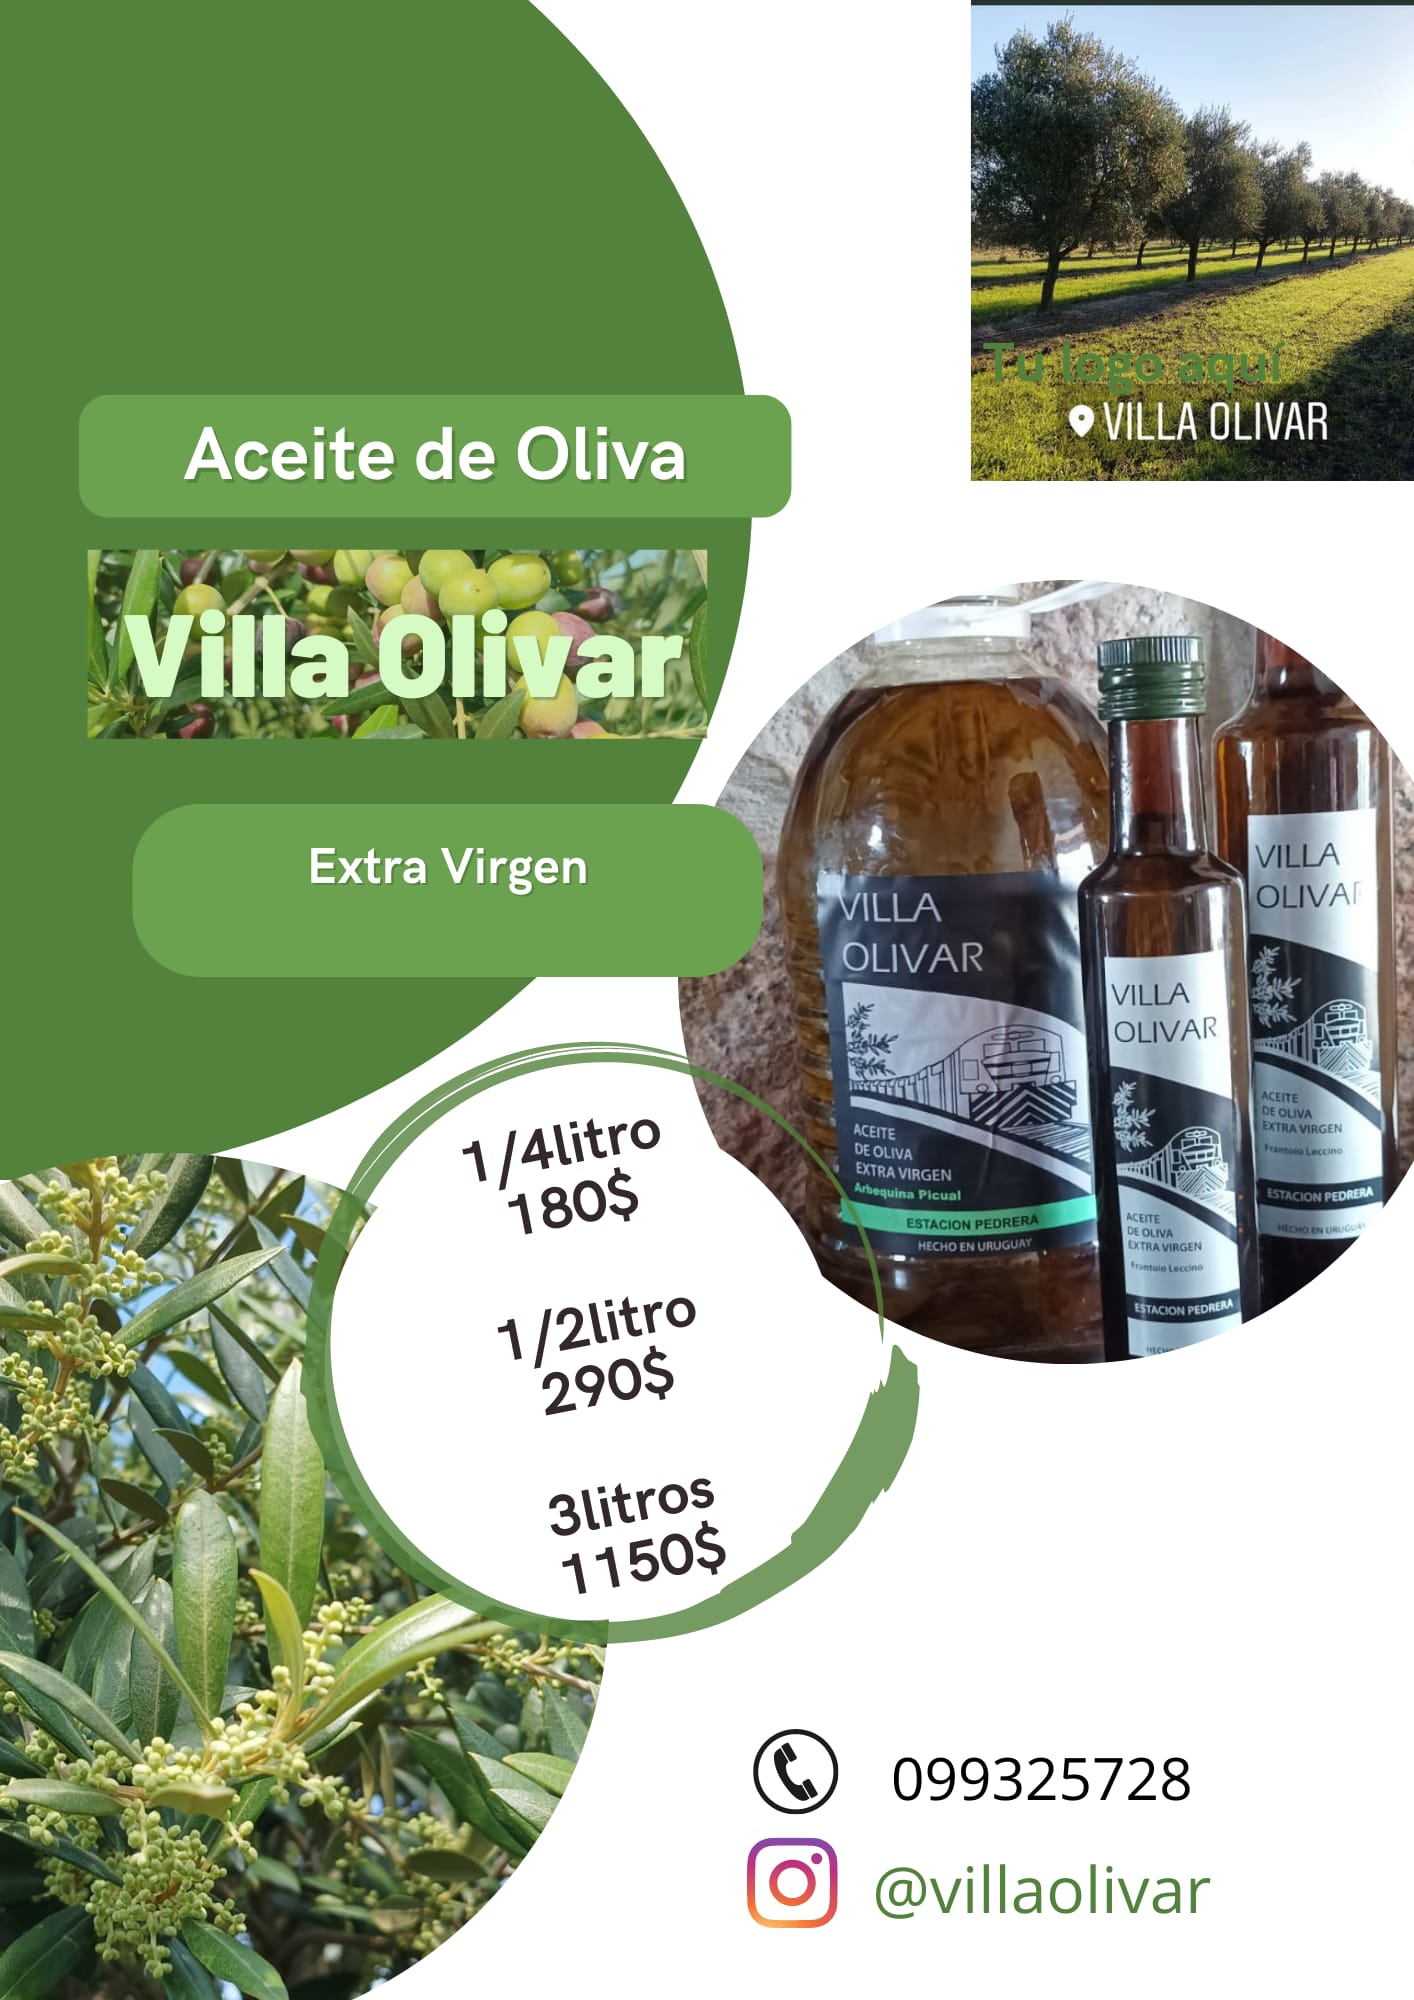 Tu logo aquí
VILLA OLIVAR
Aceite de Oliva
Villa Olivar
Extra Virgen
VILLA
OLIVAR
ACEITE
DE OLIVA
EXTRA VIRGEN
Arbequina Picual
ESTACION PEDRERA
HECHO EN URUGUAY
VILLA
OLIVAR
ACEITE
DE OLIVA
EXTRA VIRGEN
Frantoio Leccino
ESTACION PEDRERA
VILLA
OLIVAR
ACEITE
DE OLIVA
EXTRA VIRGEN
Frantoio Leccino
ESTACION PEDRERA
HECHO EN URUGUAY
1/4litro
180$
1/2litro
290$
3litros
1150$
099325728
@villaolivar